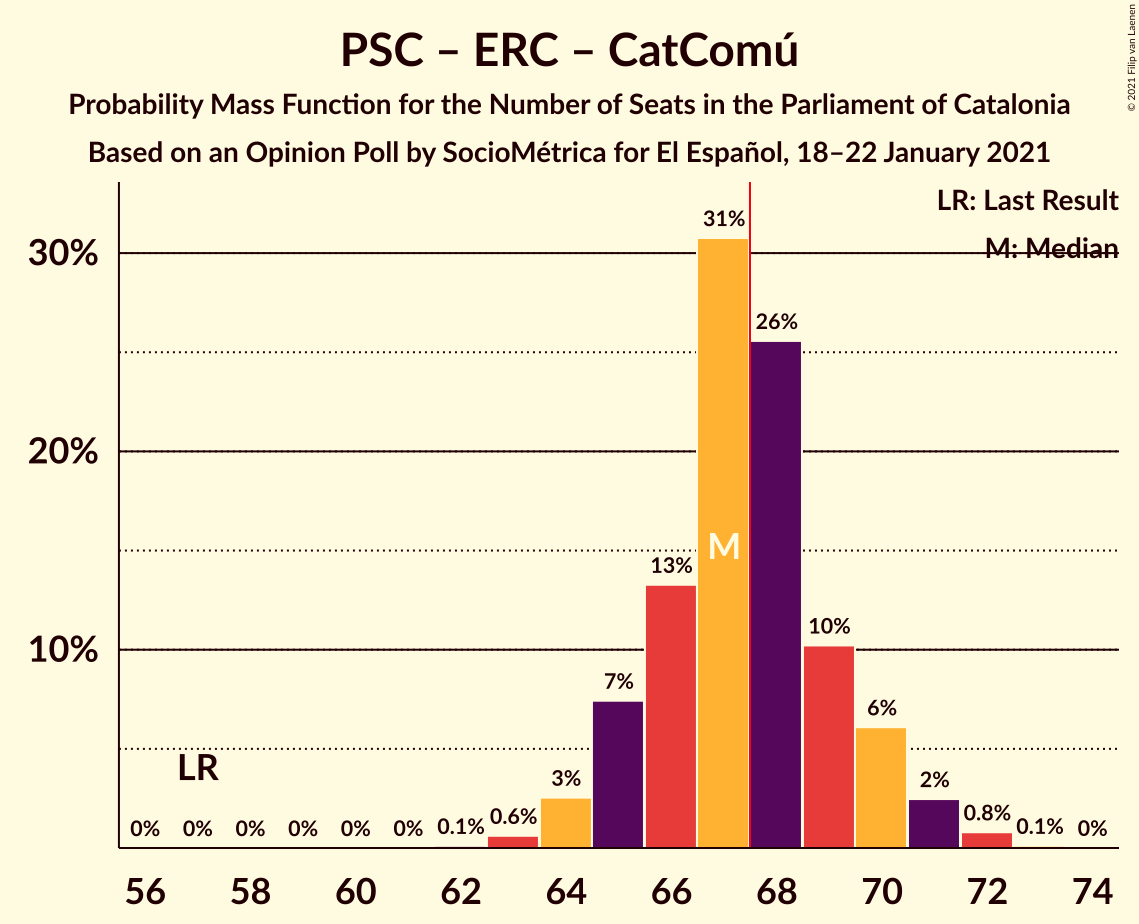 PSC – ERC – CatComú
Probability Mass Function for the Number of Seats in the Parliament of Catalonia
Based on an Opinion Poll by SocioMétrica for El Español, 18–22 January 2021
© 2021 Filip van Laenen
LR: Last Result
M: Median
30%
20%
10%
31%
26%
M
13%
10%
7%
6%
LR
3%
2%
0% 0% 0% 0% 0% 0% 0.1% 0.6% 0.8% 0.1% 0%
56 58 60 62 64 66 68 70 72 74